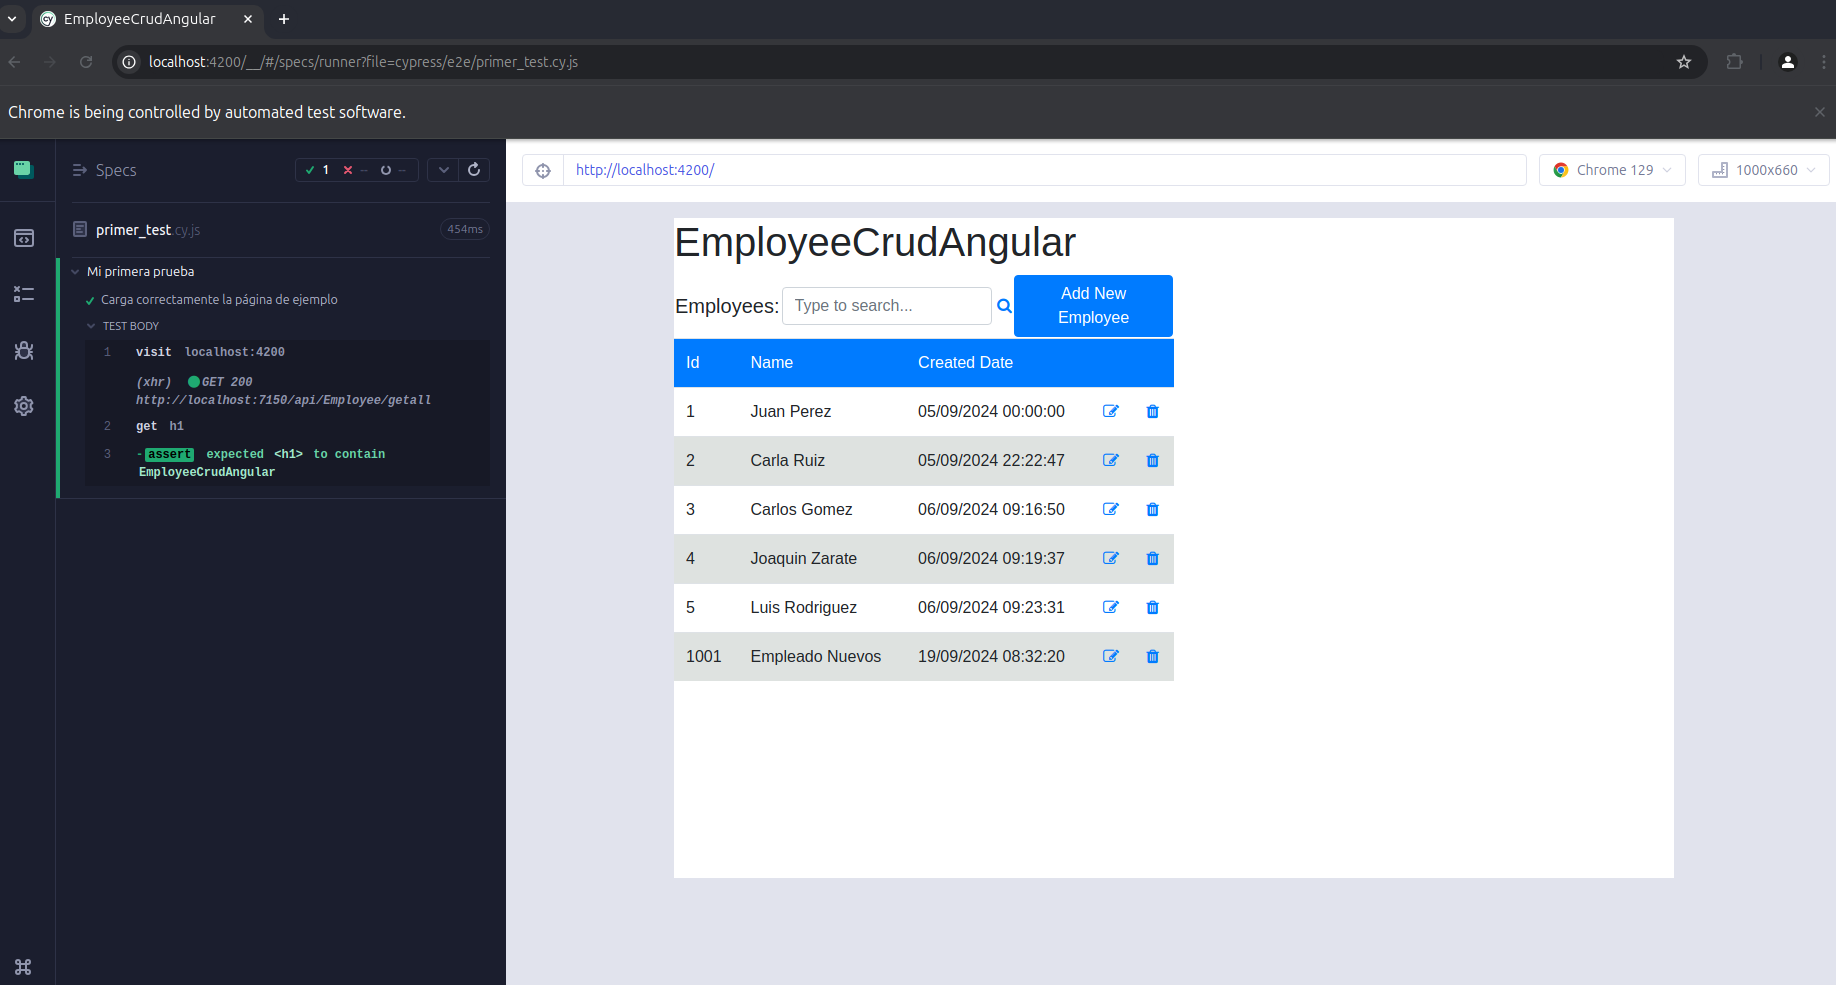 EmployeeCrudAngular
localhost:4200/__/#/specs/runner?file=cypress/e2e/primer_test.cy.js
Chrome is being controlled by automated test software.
Specs
1 -- --
primer_test.cy.js
454ms
Mi primera prueba
Carga correctamente la página de ejemplo
TEST BODY
1 visit localhost:4200
(xhr) GET 200
http://localhost:7150/api/Employee/getall
2 get h1
3 -assert expected <h1> to contain
EmployeeCrudAngular
http://localhost:4200/
Chrome 129
1000x660
EmployeeCrudAngular
Employees: Type to search...
Add New
Employee
Id Name Created Date
1 Juan Perez 05/09/2024 00:00:00
2 Carla Ruiz 05/09/2024 22:22:47
3 Carlos Gomez 06/09/2024 09:16:50
4 Joaquin Zarate 06/09/2024 09:19:37
5 Luis Rodriguez 06/09/2024 09:23:31
1001 Empleado Nuevos 19/09/2024 08:32:20